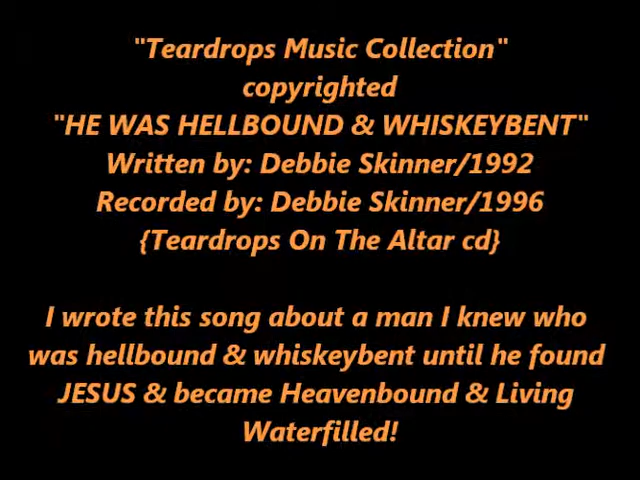 "Teardrops Music Collection"
copyrighted
"HE WAS HELLBOUND & WHISKEYBENT"
Written by: Debbie Skinner/1992
Recorded by: Debbie Skinner/1996
{Teardrops On The Altar cd}
I wrote this song about a man I knew who
was hellbound & whiskeybent until he found
JESUS & became Heavenbound & Living
Waterfilled!